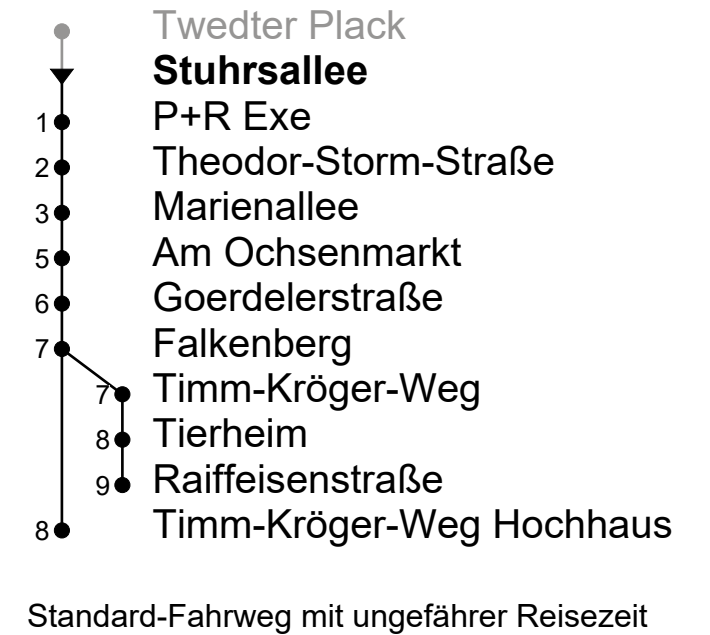 Twedter Plack
Stuhrsallee
1 P+R Exe
2 Theodor-Storm-Straße
3 Marienallee
5 Am Ochsenmarkt
6 Goerdelerstraße
7 Falkenberg
7 Timm-Kröger-Weg
8 Tierheim
9 Raiffeisenstraße
8 Timm-Kröger-Weg Hochhaus
Standard-Fahrweg mit ungefährer Reisezeit